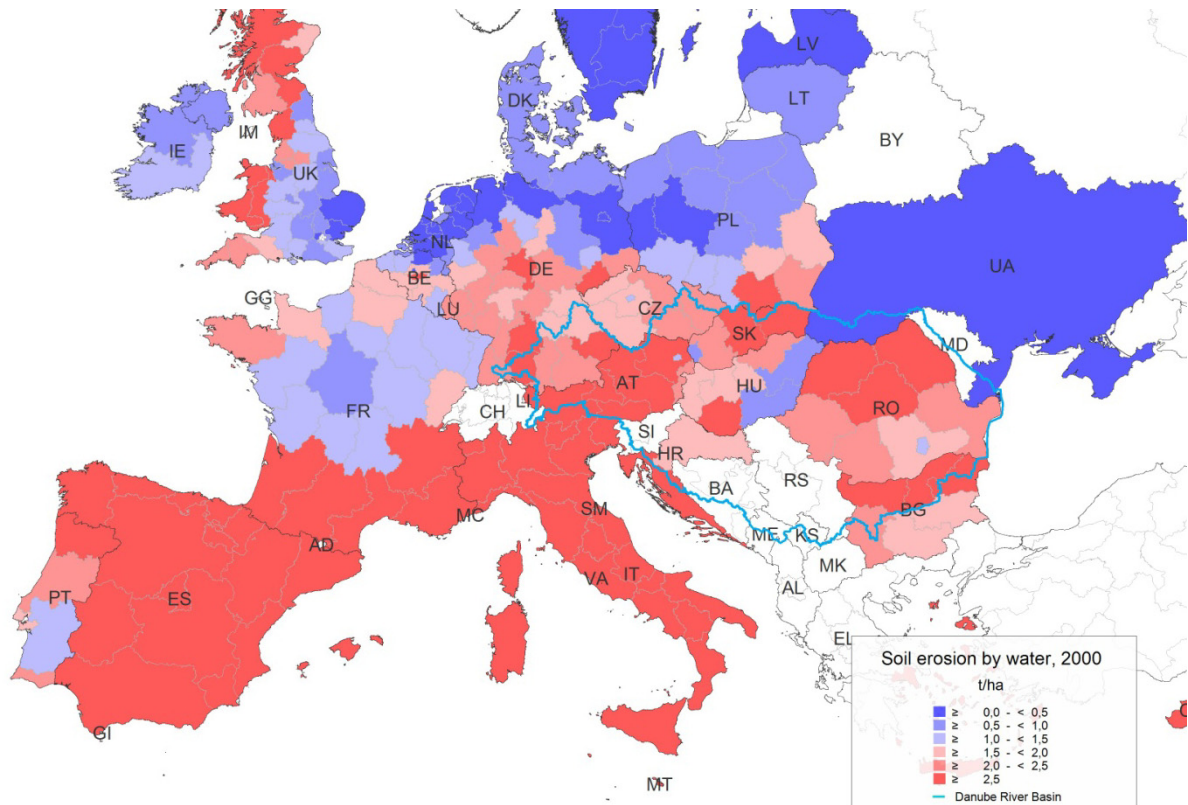 LV
DK
LT
IM
BY
IE
UK
PL
NL
UA
BE
DE
GG
LU
CZ
SK
MD
AT
HU
FR
CH
LI
RO
SI
HR
BA
RS
MC
SM
BG
AD
ME
KS
MK
PT
ES
VA
IT
AL
EL
GI
MT
Soil erosion by water, 2000
t/ha
≥ 0,0 - < 0,5
≥ 0,5 - < 1,0
≥ 1,0 - < 1,5
≥ 1,5 - < 2,0
≥ 2,0 - < 2,5
≥ 2,5
Danube River Basin